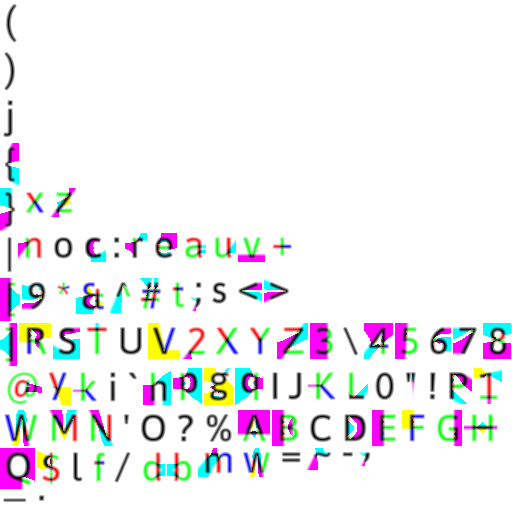 (
)
j
{
} x z
| n o c : r e a u v +
[ 9 * & ^ # t ; s < >
] R S T U V 2 X Y Z 3 \ 4 5 6 7 8
@ y k i ` h p g q I J K L 0 " ! P 1
W M N ' O ? % A B C D E F G H
Q $ l f / d b m w = ~ - ,
_ .